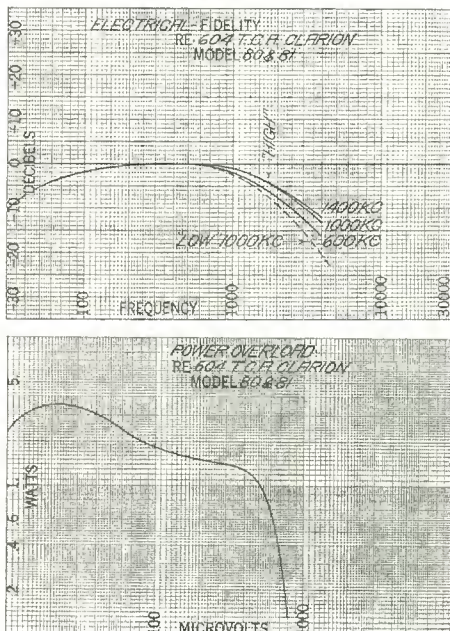 ELECTRICAL FIDELITY
RE-604 T.C.A. CLARION
MODEL 80 & 81
+30
+20
+10
0
-10
-20
-30
DECIBELS
"HIGH"
1400KC
1000KC
600KC
"LOW" 1000KC
100
1000
10000
30000
FREQUENCY
POWER OVERLOAD
RE-604 T.C.A. CLARION
MODEL 80 & 81
5.
1.
.6
.4
.2
WATTS
MICROVOLTS